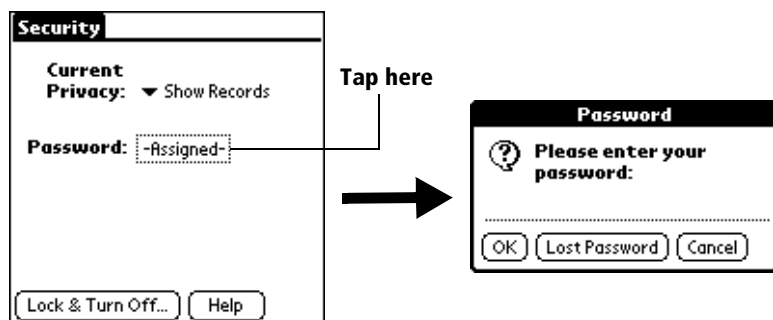 Security
Current
Privacy: Show Records
Password: -Assigned-
Lock & Turn Off...
Help
Tap here
Password
Please enter your
password:
OK
Lost Password
Cancel